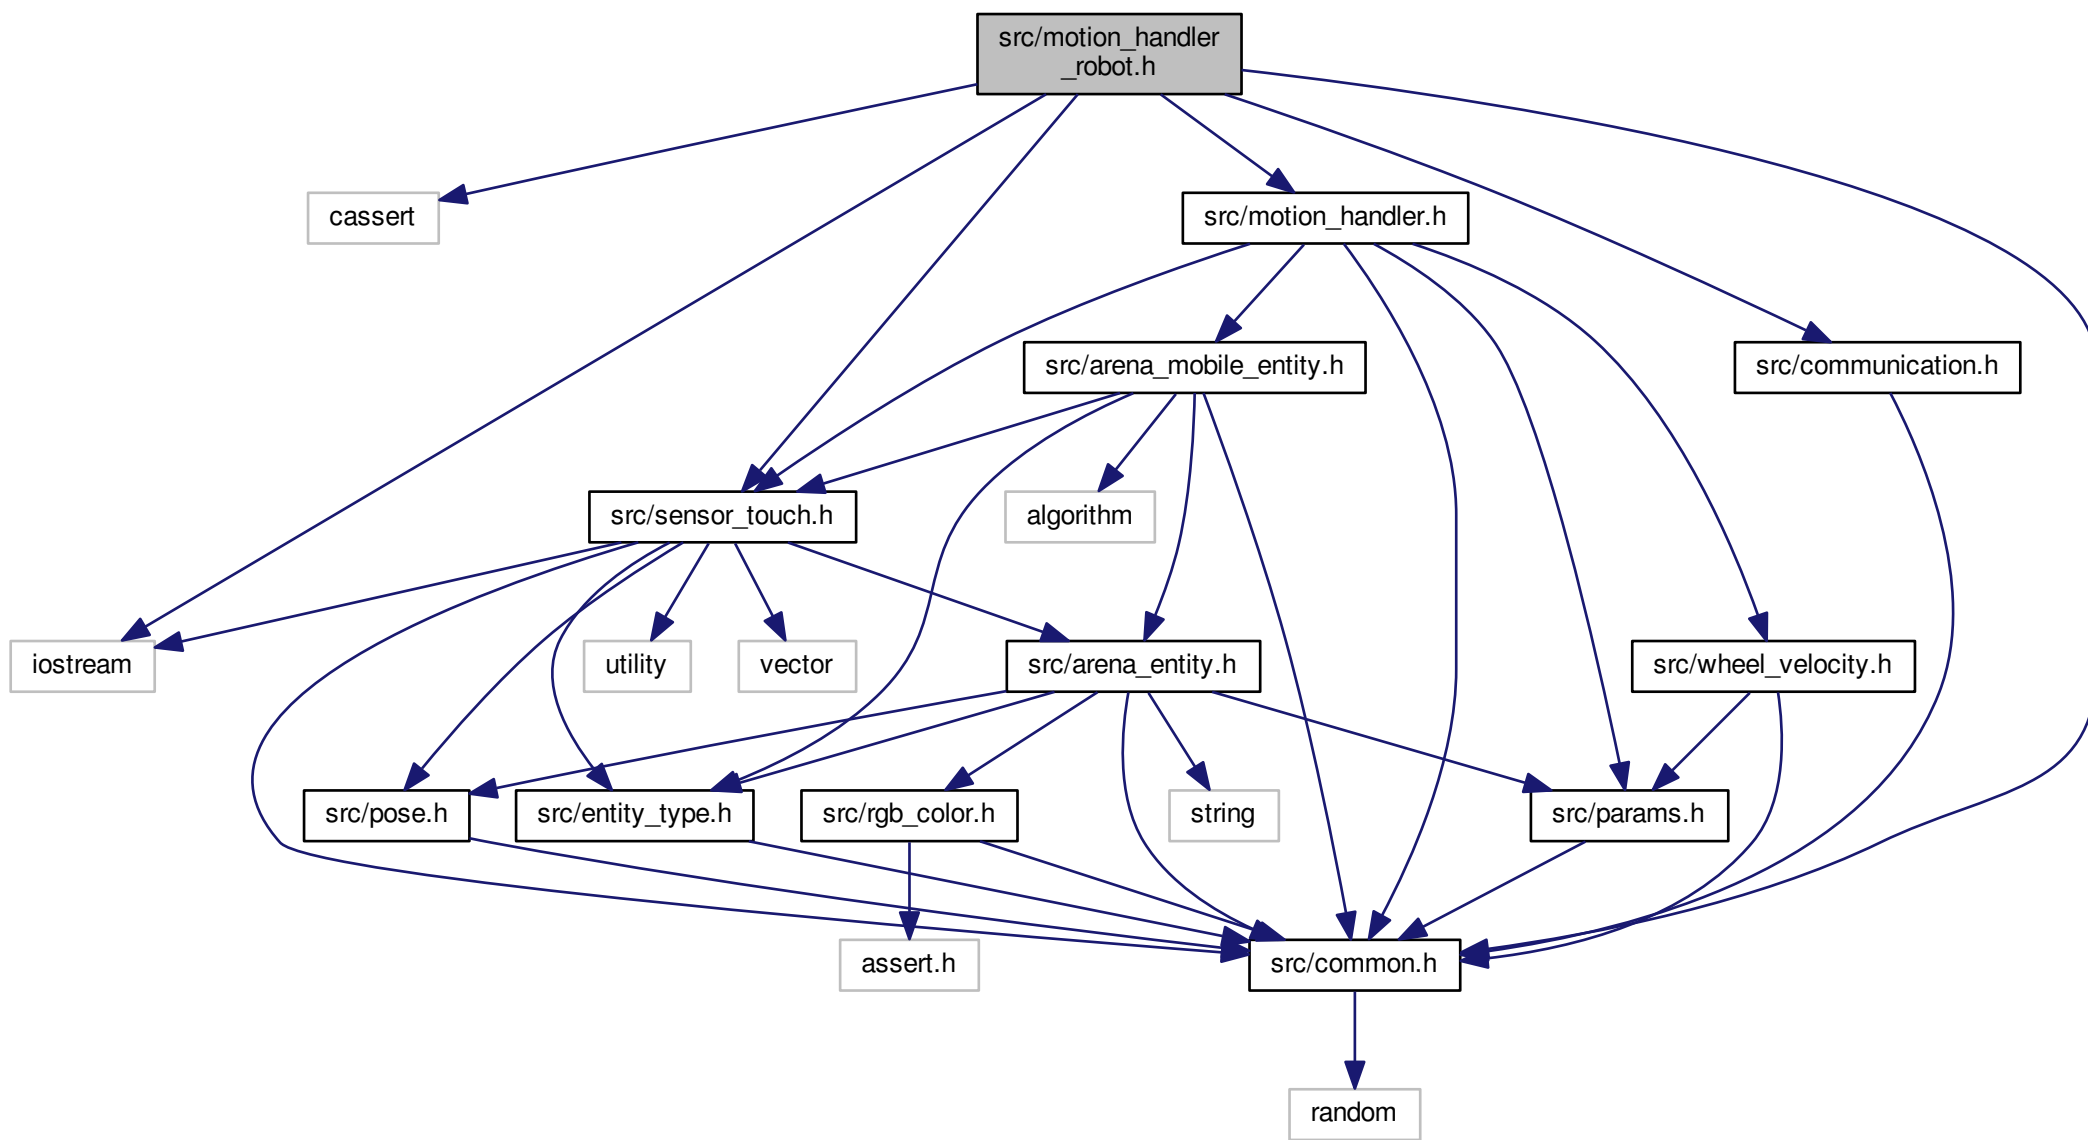 src/motion_handler
_robot.h
cassert
src/motion_handler.h
src/arena_mobile_entity.h
src/communication.h
src/sensor_touch.h
algorithm
iostream
utility
vector
src/arena_entity.h
src/wheel_velocity.h
src/pose.h
src/entity_type.h
src/rgb_color.h
string
src/params.h
assert.h
src/common.h
random